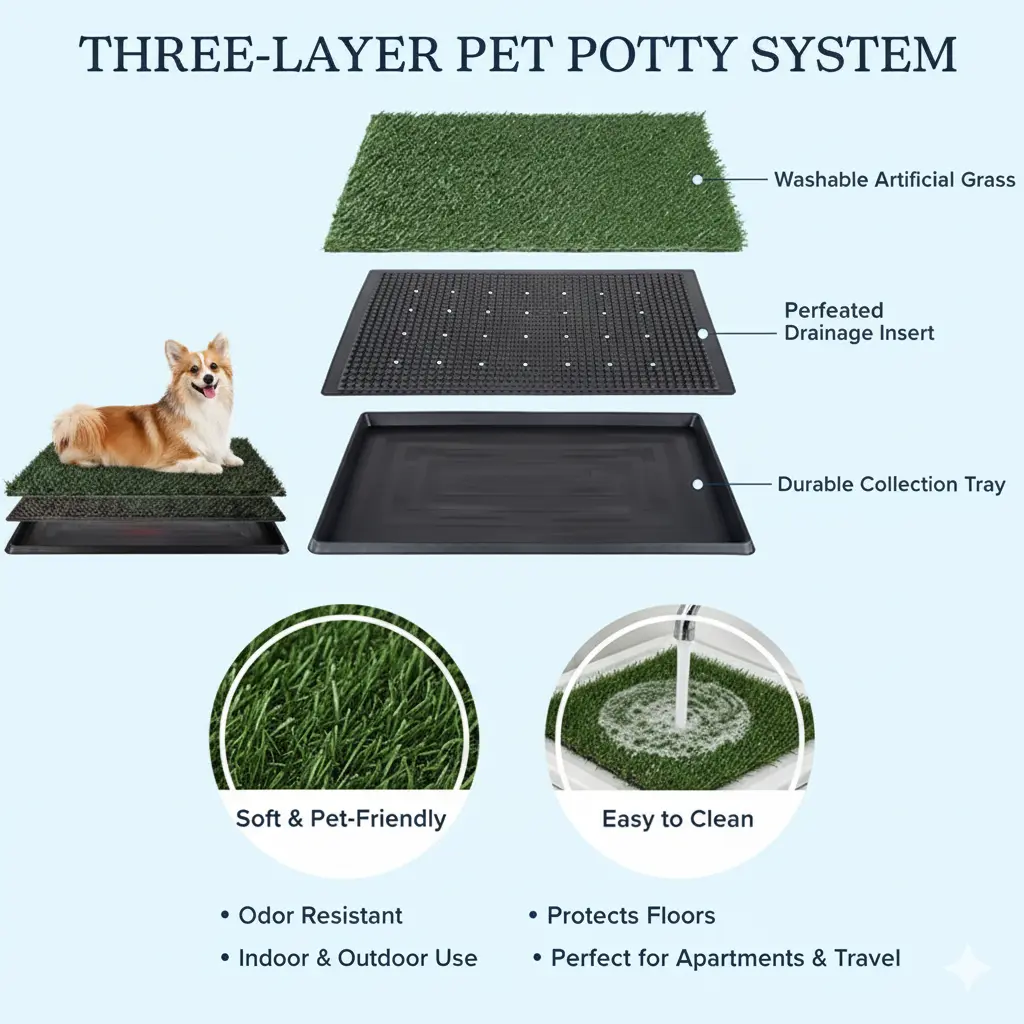 THREE-LAYER PET POTTY SYSTEM
Washable Artificial Grass
Perfeated
Drainage Insert
Durable Collection Tray
Soft & Pet-Friendly
Easy to Clean
• Odor Resistant
• Protects Floors
• Indoor & Outdoor Use
• Perfect for Apartments & Travel